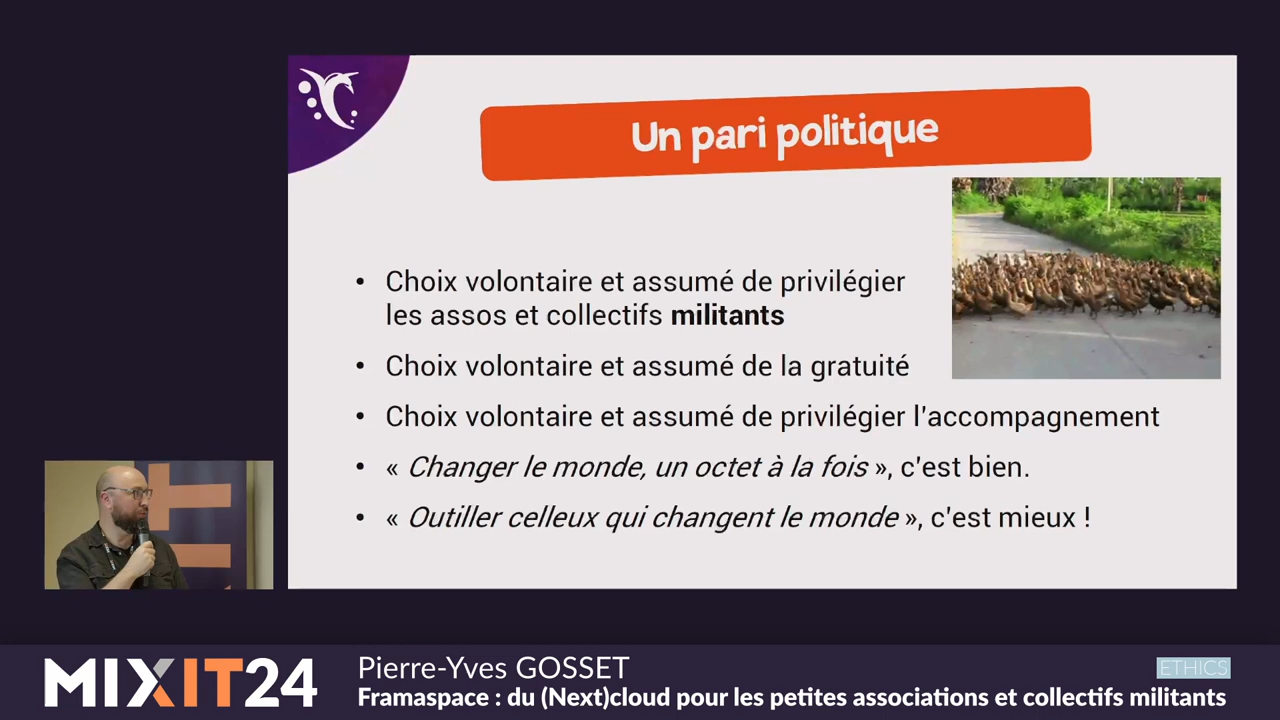 Un pari politique
• Choix volontaire et assumé de privilégier
les assos et collectifs militants
• Choix volontaire et assumé de la gratuité
• Choix volontaire et assumé de privilégier l'accompagnement
• « Changer le monde, un octet à la fois », c'est bien.
• « Outiller celleux qui changent le monde », c'est mieux !
MIXIT24
Pierre-Yves GOSSET
ETHICS
Framaspace : du (Next)cloud pour les petites associations et collectifs militants